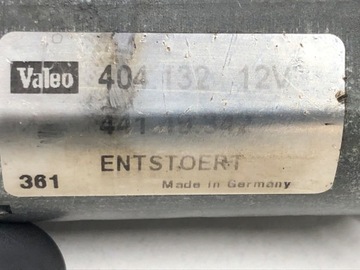 Valeo 404 132 12V
ENTSTOERT
361 Made in Germany